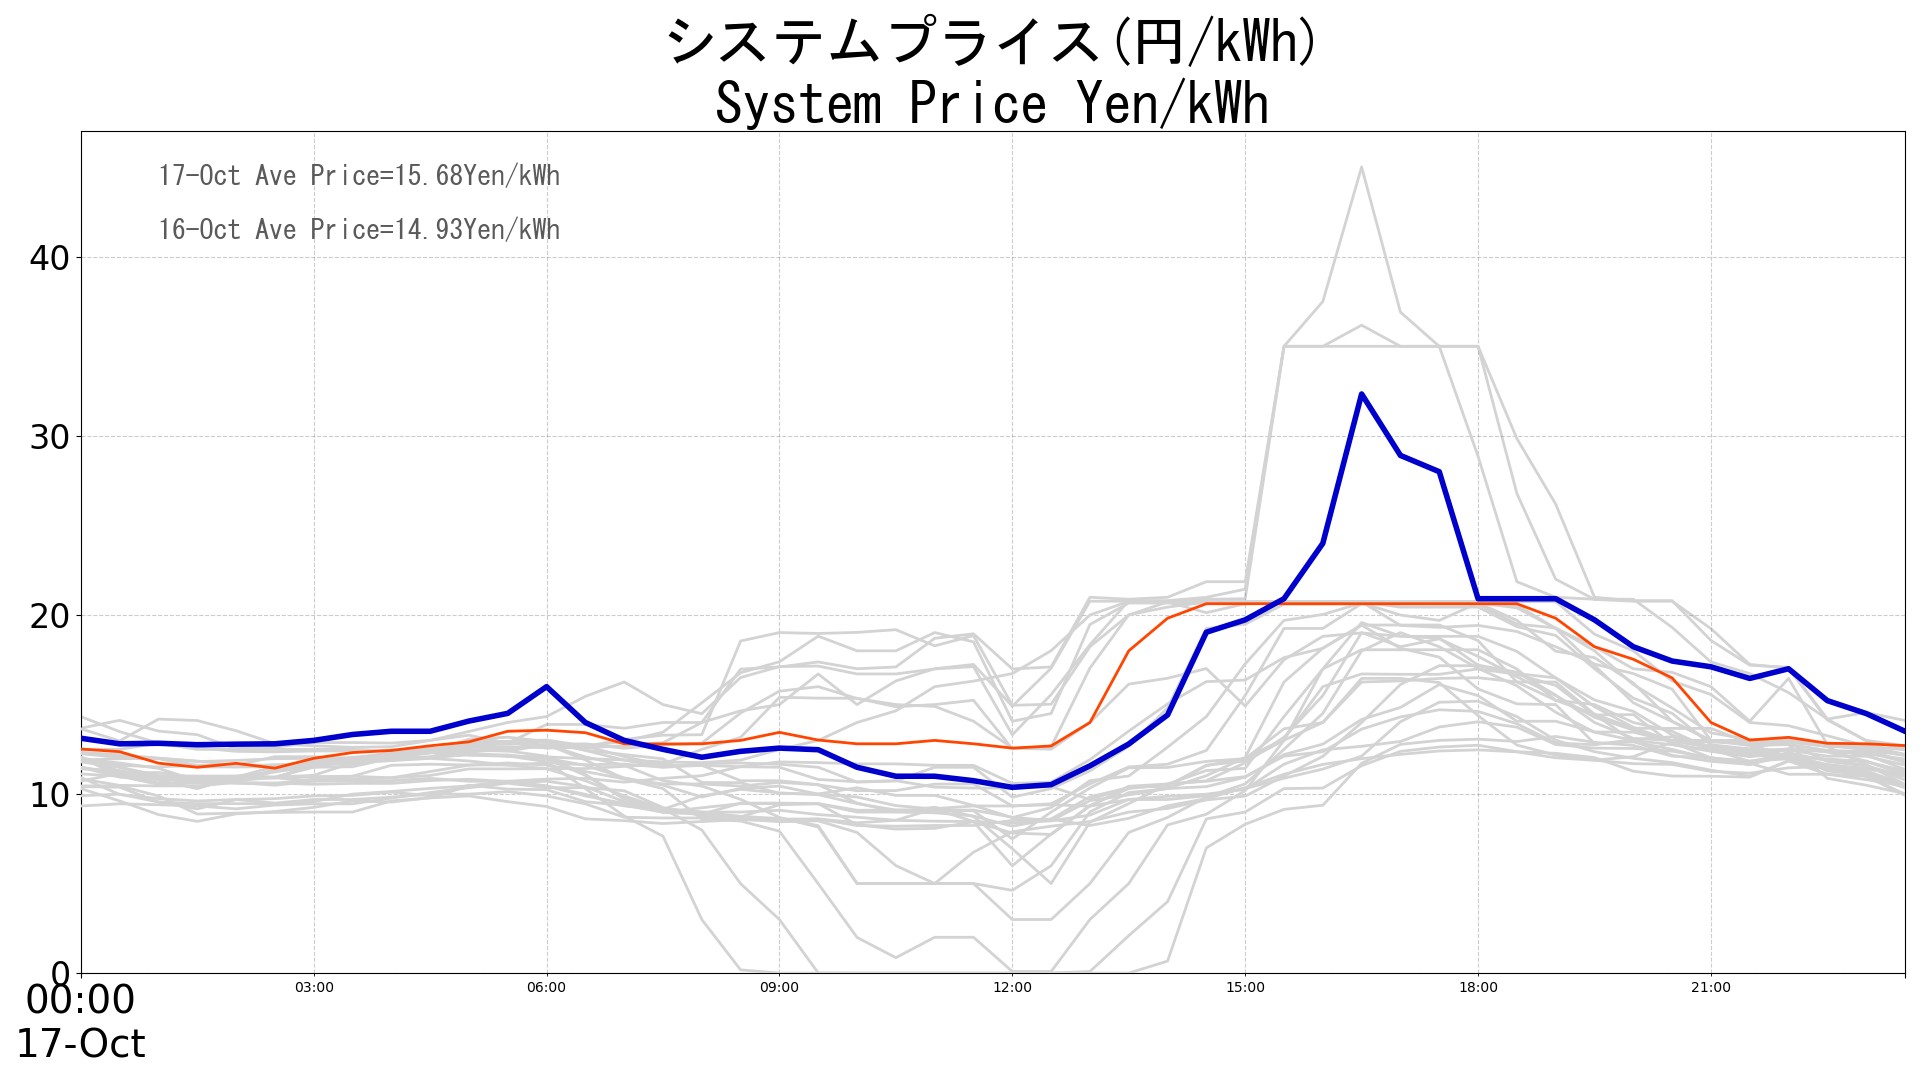 システムプライス(円/kWh)
System Price Yen/kWh
17-Oct Ave Price=15.68Yen/kWh
16-Oct Ave Price=14.93Yen/kWh
40
30
20
10
0
00:00 03:00 06:00 09:00 12:00 15:00 18:00 21:00
17-Oct